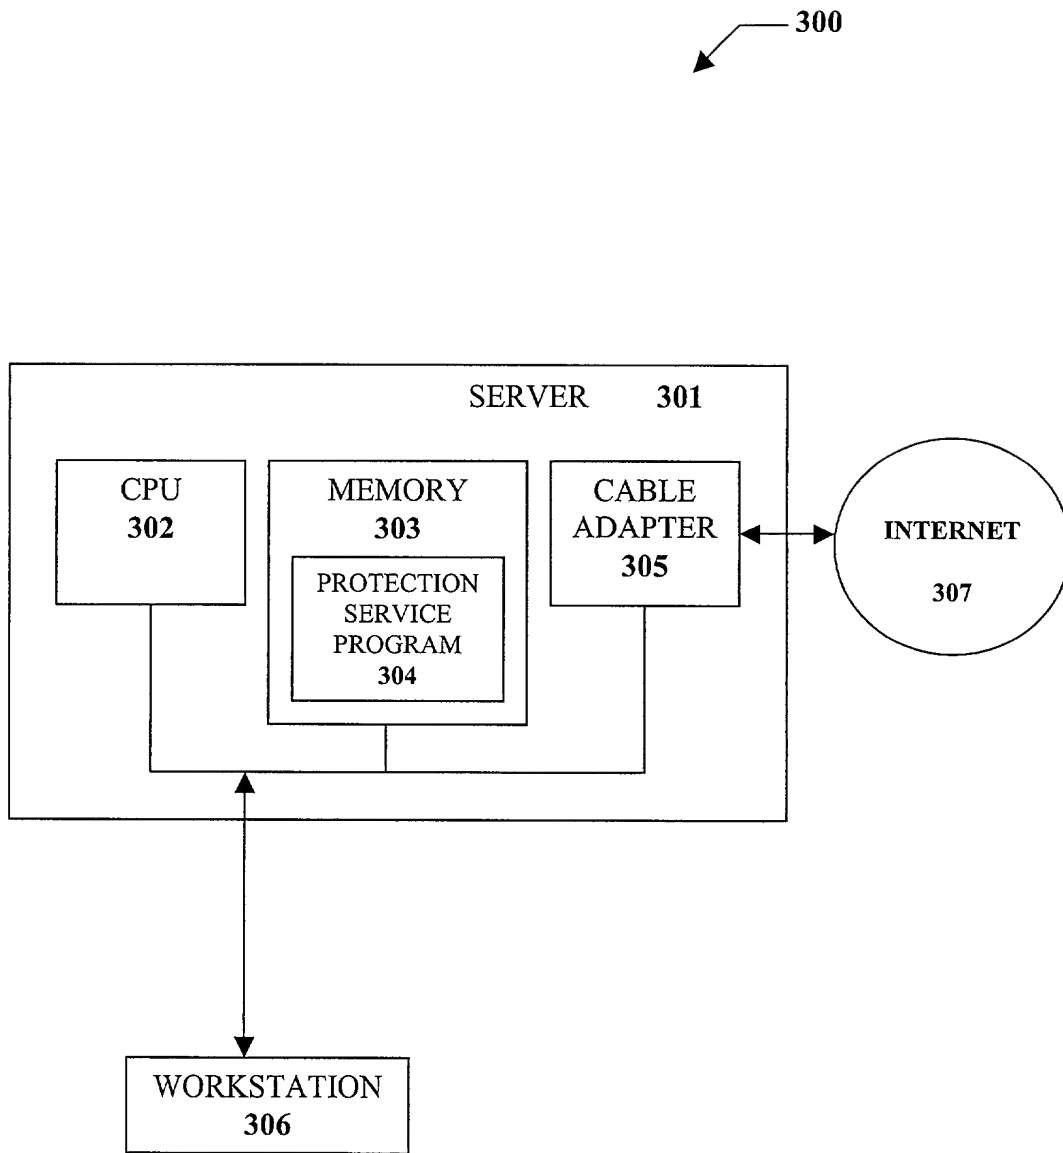 300
SERVER 301
CPU
302
MEMORY
303
PROTECTION
SERVICE
PROGRAM
304
CABLE
ADAPTER
305
INTERNET
307
WORKSTATION
306